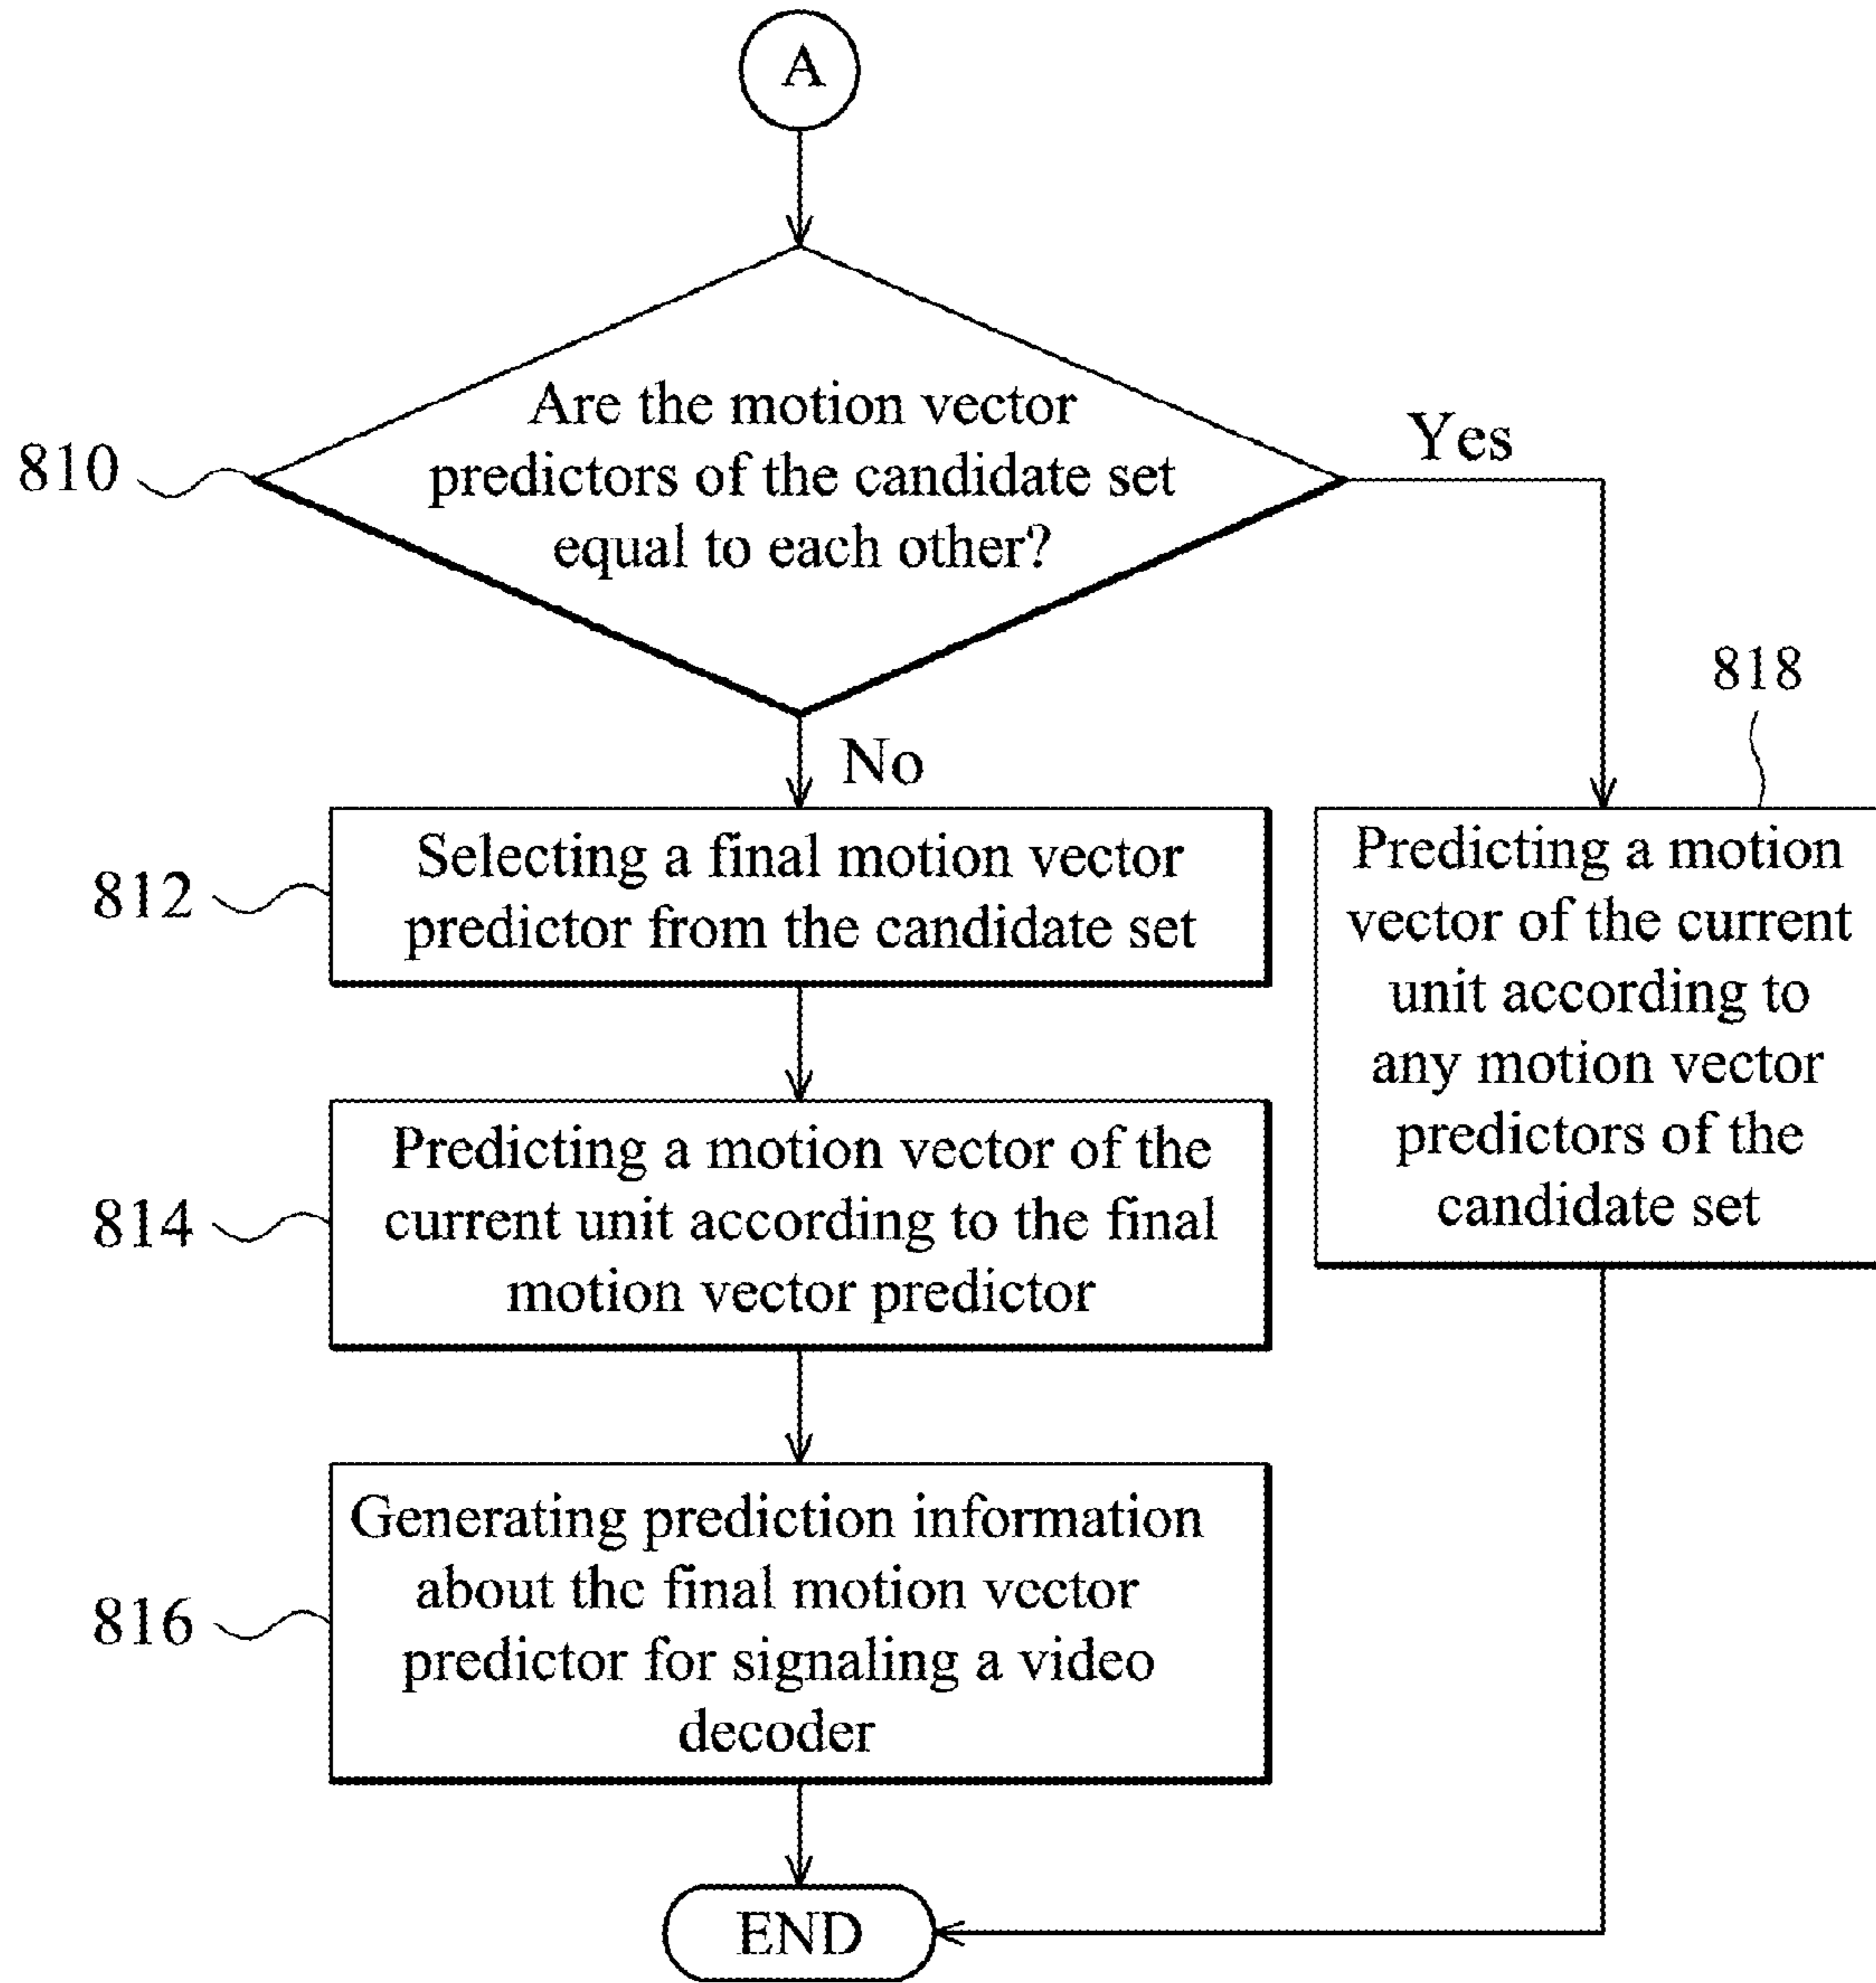 A
Are the motion vector
predictors of the candidate set
equal to each other?
810
Yes
No
818
812
Selecting a final motion vector
predictor from the candidate set
Predicting a motion
vector of the current
unit according to
any motion vector
predictors of the
candidate set
814
Predicting a motion vector of the
current unit according to the final
motion vector predictor
816
Generating prediction information
about the final motion vector
predictor for signaling a video
decoder
END